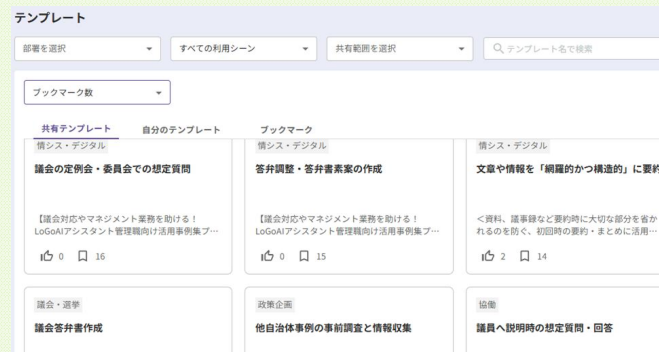 テンプレート
部署を選択
すべての利用シーン
共有範囲を選択
テンプレート名で検索
ブックマーク数
共有テンプレート
自分のテンプレート
ブックマーク
情シス・デジタル
議会の定例会・委員会での想定質問
【議会対応やマネジメント業務を助ける！
LoGoAIアシスタント管理職向け活用事例集プ…
0
16
情シス・デジタル
答弁調整・答弁書素案の作成
【議会対応やマネジメント業務を助ける！
LoGoAIアシスタント管理職向け活用事例集プ…
0
15
情シス・デジタル
文章や情報を「網羅的かつ構造的」に要約
＜資料、議事録など要約時に大切な部分を省か
れるのを防ぐ、初回時の要約・まとめに活用…
2
14
議会・選挙
議会答弁書作成
政策企画
他自治体事例の事前調査と情報収集
協働
議員へ説明時の想定質問・回答